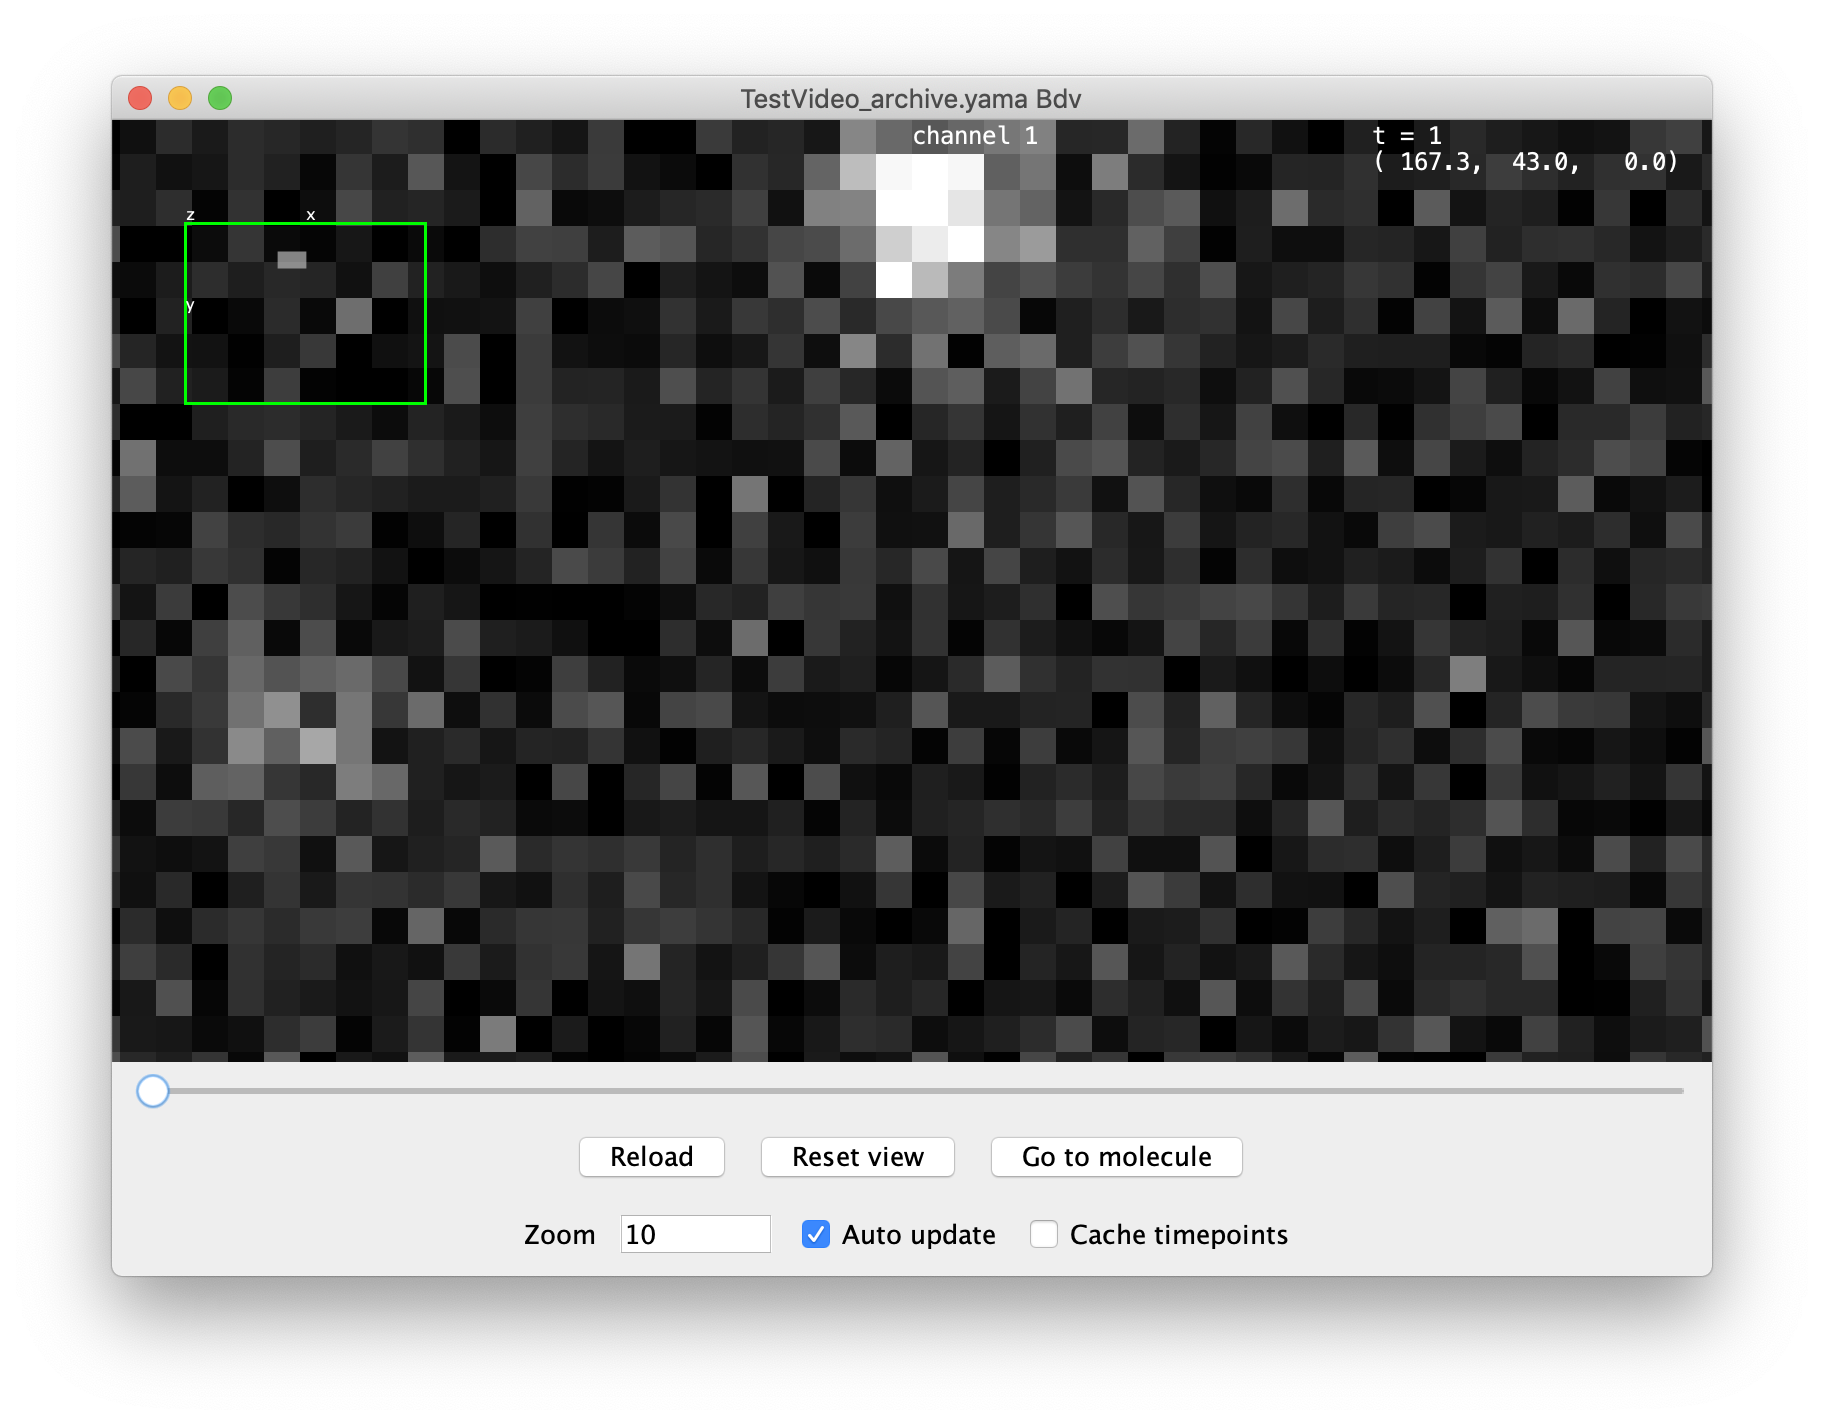 TestVideo_archive.yama Bdv
channel 1
t = 1
( 167.3, 43.0, 0.0)
z
x
y
Reload
Reset view
Go to molecule
Zoom
10
Auto update
Cache timepoints